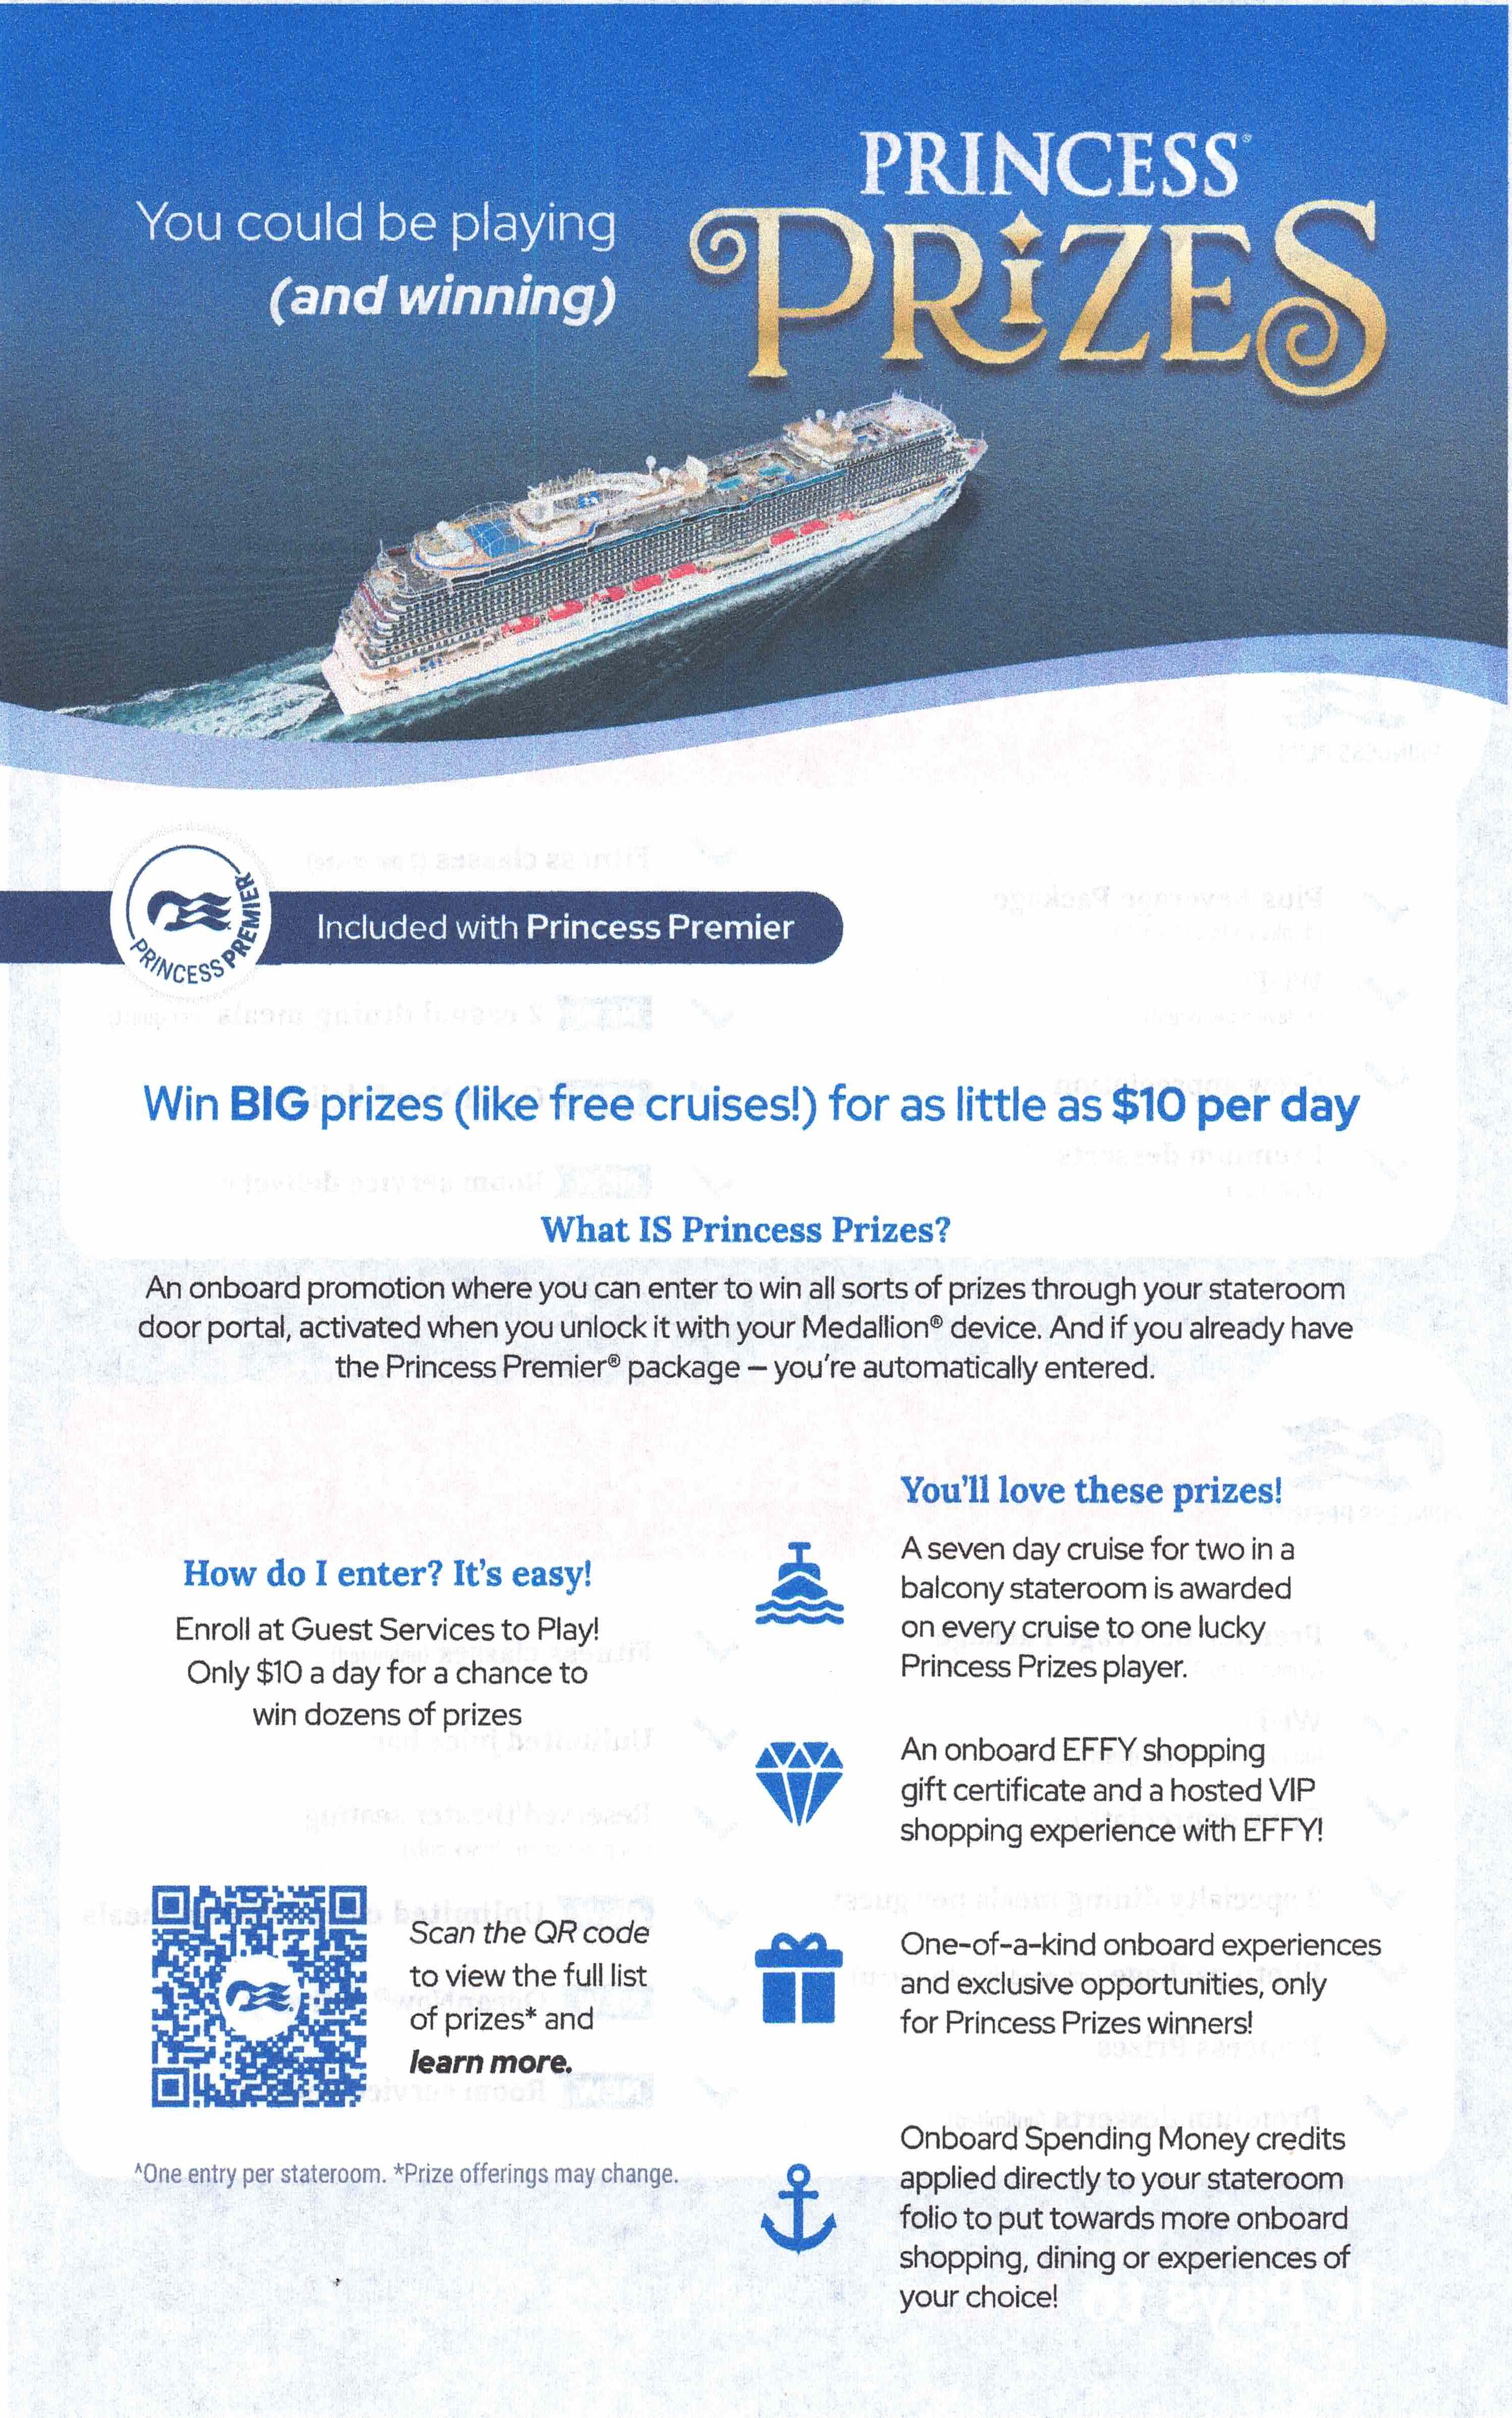 You could be playing
(and winning)
PRINCESS®
PRiZES
PRINCESS PREMIER
Included with Princess Premier
Win BIG prizes (like free cruises!) for as little as $10 per day
What IS Princess Prizes?
An onboard promotion where you can enter to win all sorts of prizes through your stateroom
door portal, activated when you unlock it with your Medallion® device. And if you already have
the Princess Premier® package – you're automatically entered.
How do I enter? It's easy!
Enroll at Guest Services to Play!
Only $10 a day for a chance to
win dozens of prizes
Scan the QR code
to view the full list
of prizes* and
learn more.
^One entry per stateroom. *Prize offerings may change.
You'll love these prizes!
A seven day cruise for two in a
balcony stateroom is awarded
on every cruise to one lucky
Princess Prizes player.
An onboard EFFY shopping
gift certificate and a hosted VIP
shopping experience with EFFY!
One-of-a-kind onboard experiences
and exclusive opportunities, only
for Princess Prizes winners!
Onboard Spending Money credits
applied directly to your stateroom
folio to put towards more onboard
shopping, dining or experiences of
your choice!